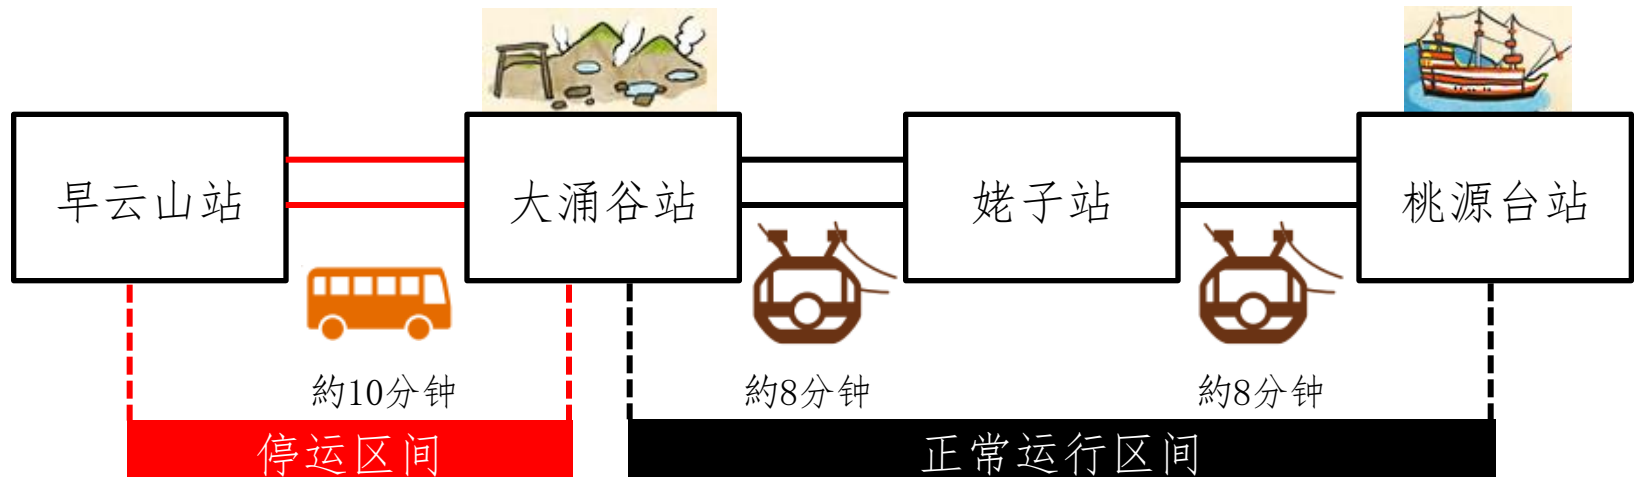 早云山站
大涌谷站
姥子站
桃源台站
約10分钟
約8分钟
約8分钟
停运区间
正常运行区间